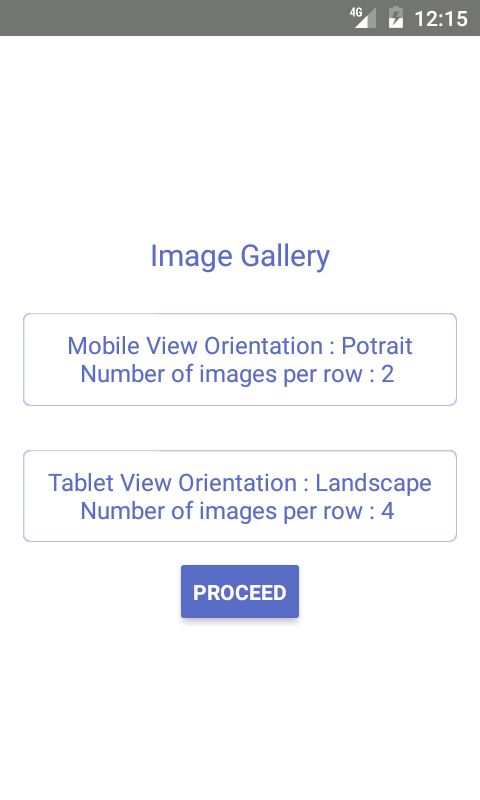 4G 12:15
Image Gallery
Mobile View Orientation : Potrait
Number of images per row : 2
Tablet View Orientation : Landscape
Number of images per row : 4
PROCEED